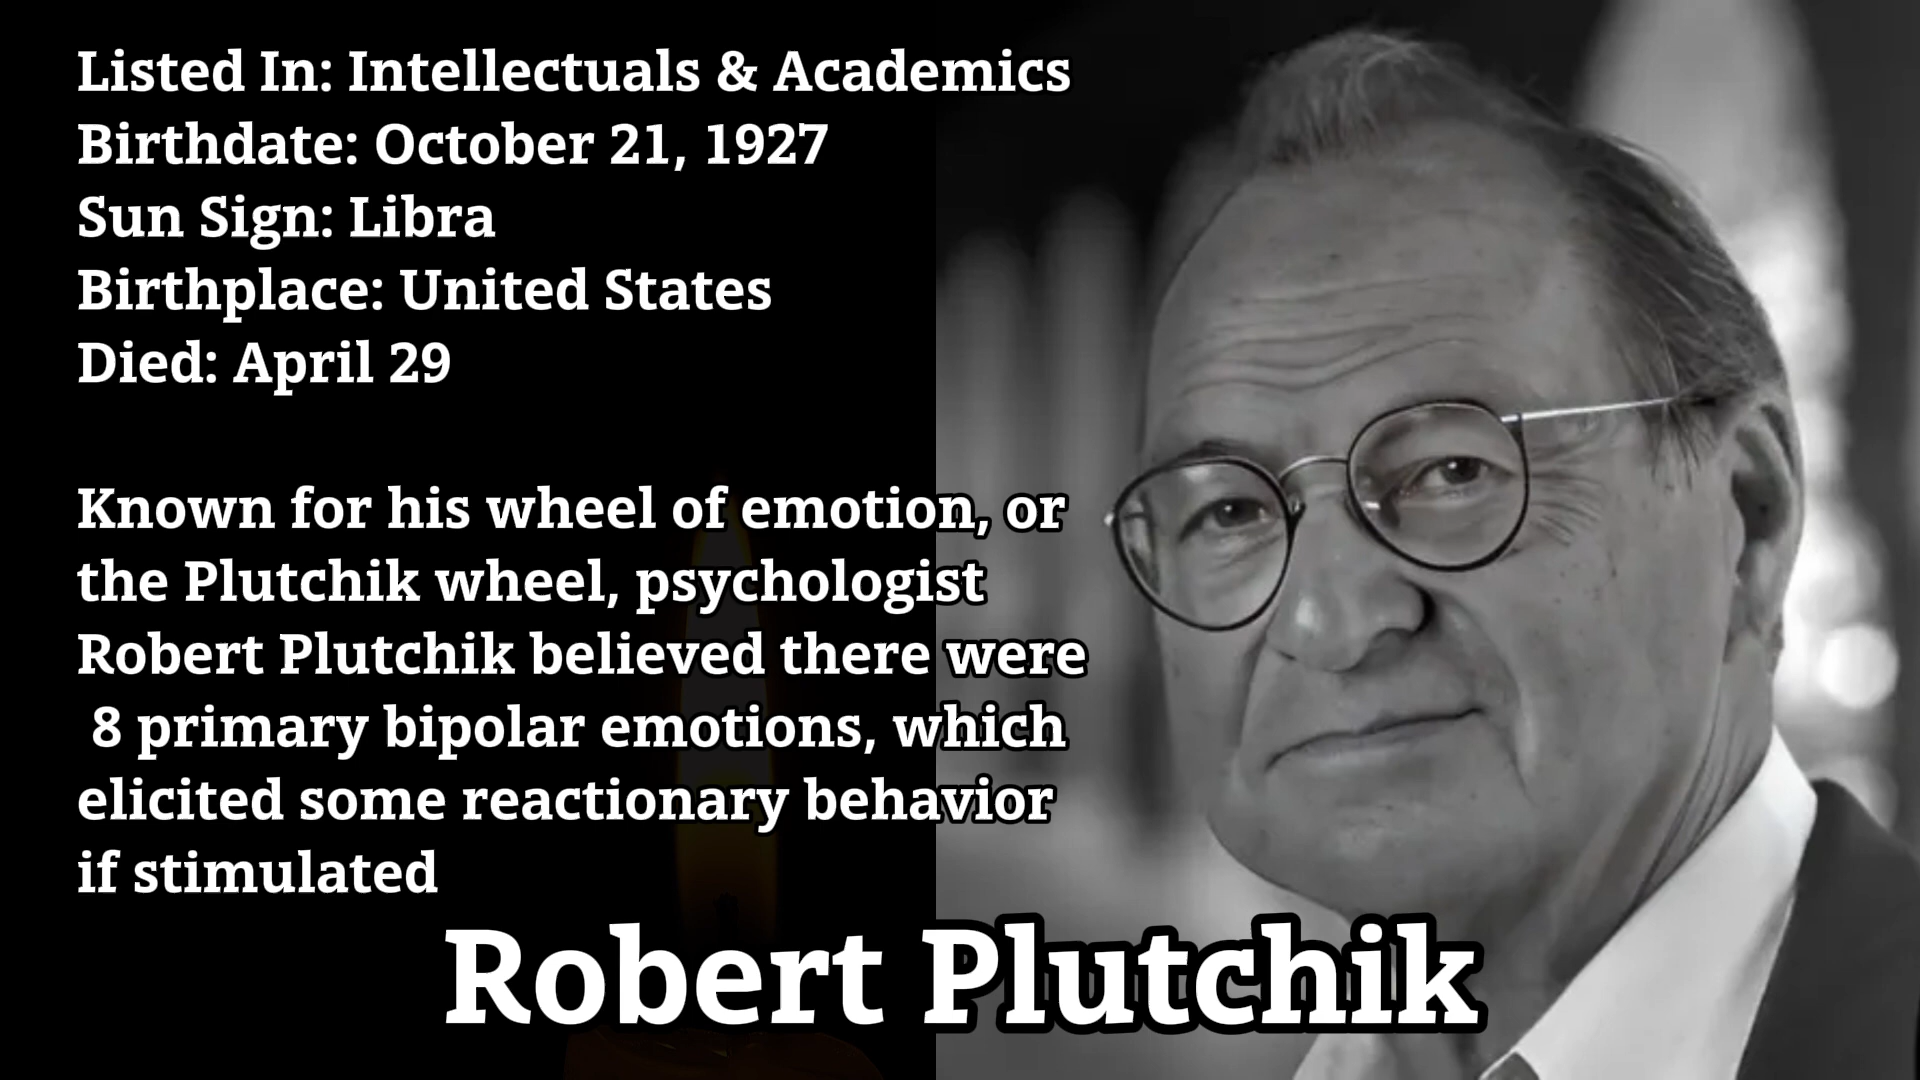 Listed In: Intellectuals & Academics
Birthdate: October 21, 1927
Sun Sign: Libra
Birthplace: United States
Died: April 29
Known for his wheel of emotion, or
the Plutchik wheel, psychologist
Robert Plutchik believed there were
8 primary bipolar emotions, which
elicited some reactionary behavior
if stimulated
Robert Plutchik